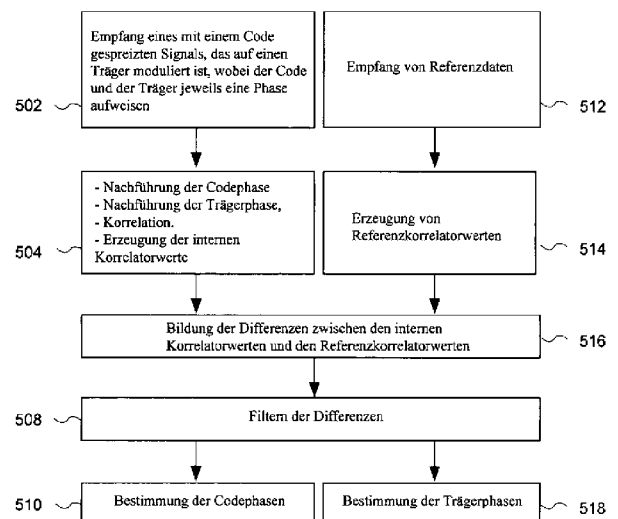 Empfang eines mit einem Code
gespreizten Signals, das auf einen
Träger moduliert ist, wobei der Code
und der Träger jeweils eine Phase
aufweisen
502
Empfang von Referenzdaten
512
- Nachführung der Codephase
- Nachführung der Trägerphase,
- Korrelation.
- Erzeugung der internen
Korrelatorwerte
504
Erzeugung von
Referenzkorrelatorwerten
514
Bildung der Differenzen zwischen den internen
Korrelatorwerten und den Referenzkorrelatorwerten
516
Filtern der Differenzen
508
Bestimmung der Codephasen
510
Bestimmung der Trägerphasen
518